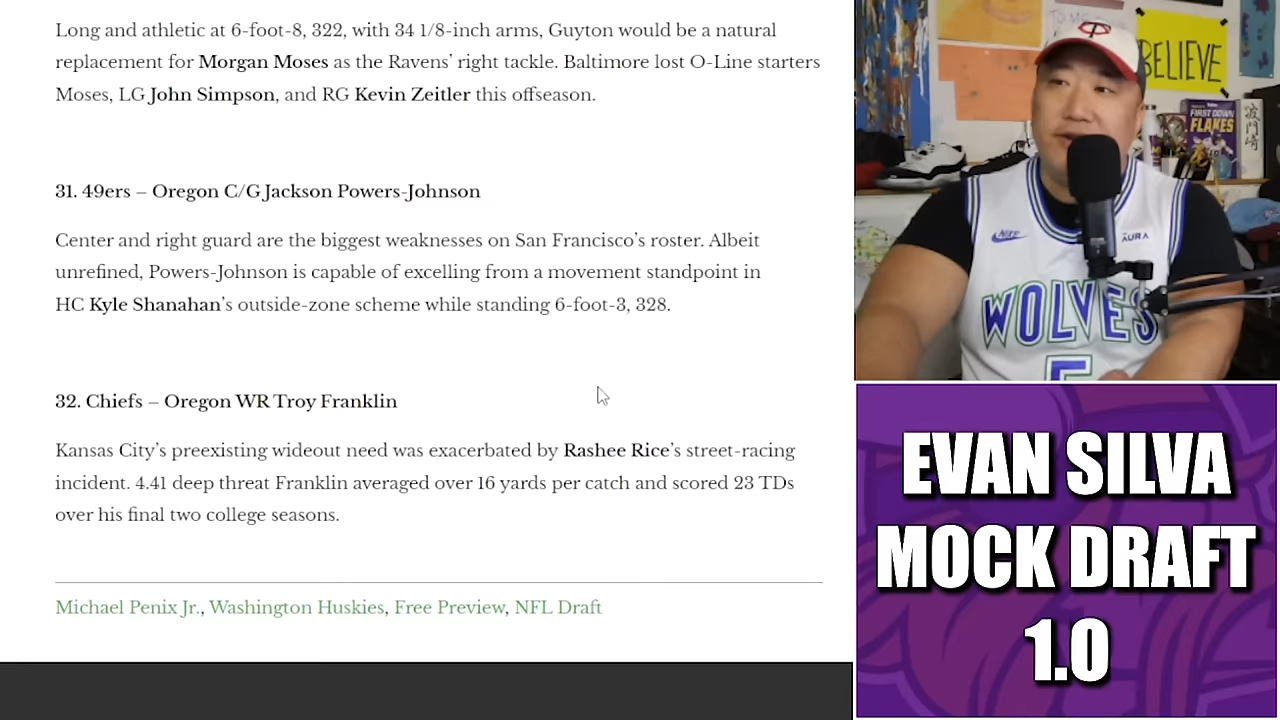 Long and athletic at 6-foot-8, 322, with 34 1/8-inch arms, Guyton would be a natural
replacement for Morgan Moses as the Ravens’ right tackle. Baltimore lost O-Line starters
Moses, LG John Simpson, and RG Kevin Zeitler this offseason.
31. 49ers – Oregon C/G Jackson Powers-Johnson
Center and right guard are the biggest weaknesses on San Francisco’s roster. Albeit
unrefined, Powers-Johnson is capable of excelling from a movement standpoint in
HC Kyle Shanahan’s outside-zone scheme while standing 6-foot-3, 328.
32. Chiefs – Oregon WR Troy Franklin
Kansas City’s preexisting wideout need was exacerbated by Rashee Rice’s street-racing
incident. 4.41 deep threat Franklin averaged over 16 yards per catch and scored 23 TDs
over his final two college seasons.
Michael Penix Jr., Washington Huskies, Free Preview, NFL Draft
BELIEVE
FIRST DOWN
FLAKES
NIKE
AURA
WOLVES
5
EVAN SILVA
MOCK DRAFT
1.0